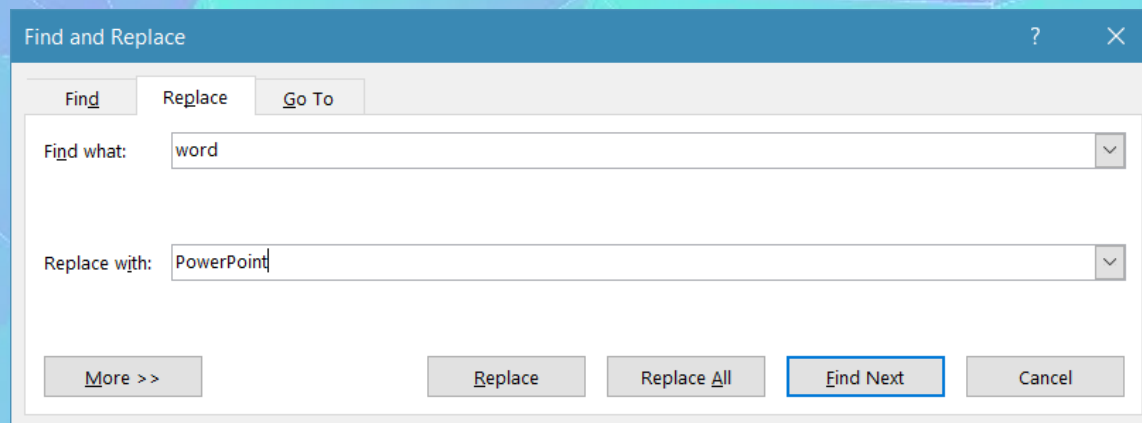 Find and Replace ?
Find Replace Go To
Find what: word
Replace with: PowerPoint
More >> Replace Replace All Find Next Cancel